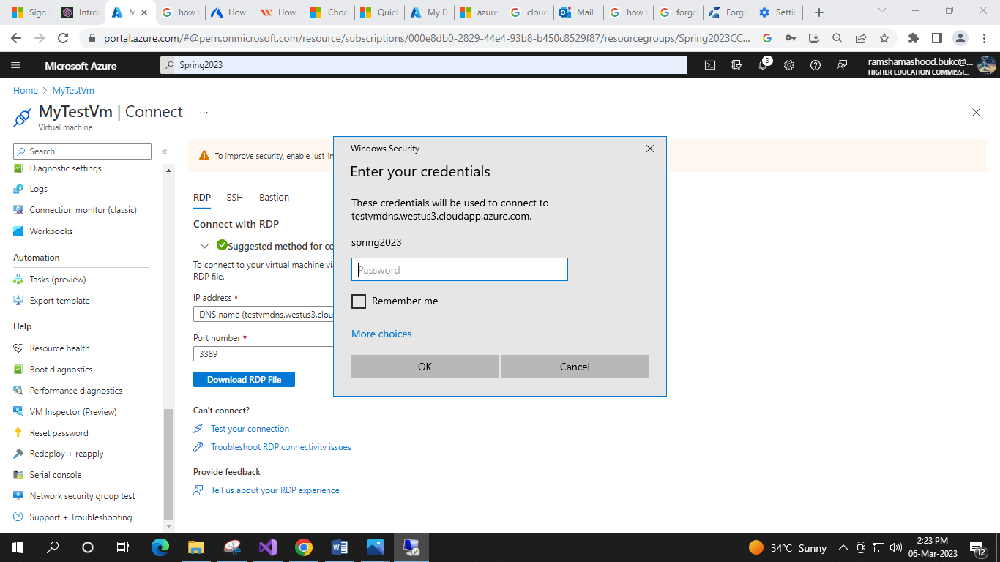 Sign
Intro
M
how t
How
How
Choo
Quick
My D
azure
cloud
Mail
how t
forgo
Forgo
Settin
portal.azure.com/#@pern.onmicrosoft.com/resource/subscriptions/000e8db0-2829-44e4-93b8-b450c8529f87/resourcegroups/Spring2023CC...
Microsoft Azure
Spring2023
3
ramshamashood.bukc@...
HIGHER EDUCATION COMMISSI...
Home > MyTestVm
MyTestVm | Connect ...
Virtual machine
Search
«
Diagnostic settings
Logs
Connection monitor (classic)
Workbooks
Automation
Tasks (preview)
Export template
Help
Resource health
Boot diagnostics
Performance diagnostics
VM Inspector (Preview)
Reset password
Redeploy + reapply
Serial console
Network security group test
Support + Troubleshooting
To improve security, enable just-in
RDP SSH Bastion
Connect with RDP
Suggested method for co
To connect to your virtual machine via
RDP file.
IP address *
DNS name (testvmdns.westus3.clou
Port number *
3389
Download RDP File
Can't connect?
Test your connection
Troubleshoot RDP connectivity issues
Provide feedback
Tell us about your RDP experience
Windows Security
Enter your credentials
These credentials will be used to connect to
testvmdns.westus3.cloudapp.azure.com.
spring2023
Password
Remember me
More choices
OK Cancel
34°C Sunny
2:23 PM
06-Mar-2023
12